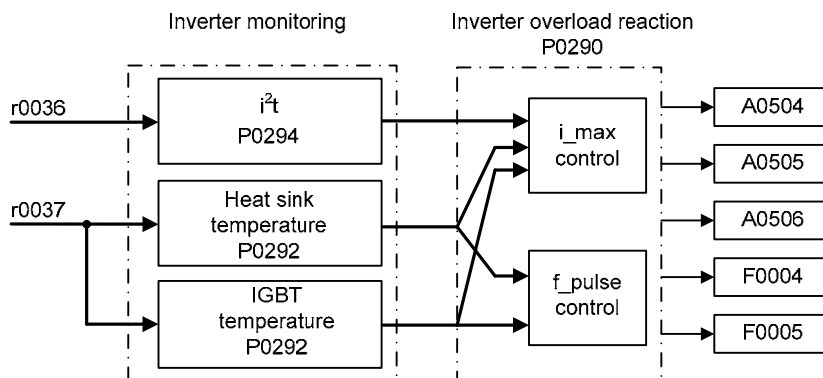 Inverter monitoring
Inverter overload reaction
P0290
r0036
i²t
P0294
r0037
Heat sink
temperature
P0292
IGBT
temperature
P0292
i_max
control
f_pulse
control
A0504
A0505
A0506
F0004
F0005